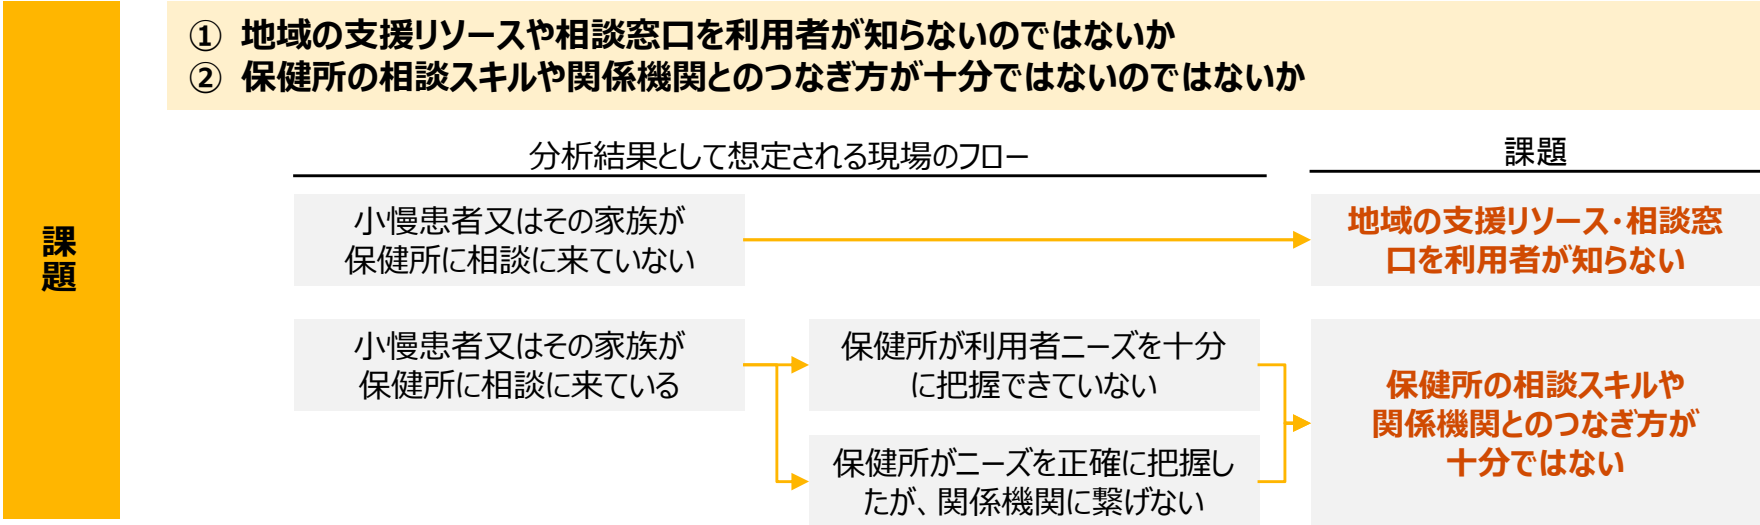 課題
① 地域の支援リソースや相談窓口を利用者が知らないのではないか
② 保健所の相談スキルや関係機関とのつなぎ方が十分ではないのではないか
分析結果として想定される現場のフロー
課題
小慢患者又はその家族が
保健所に相談に来ていない
地域の支援リソース・相談窓
口を利用者が知らない
小慢患者又はその家族が
保健所に相談に来ている
保健所が利用者ニーズを十分
に把握できていない
保健所がニーズを正確に把握し
たが、関係機関に繋げない
保健所の相談スキルや
関係機関とのつなぎ方が
十分ではない